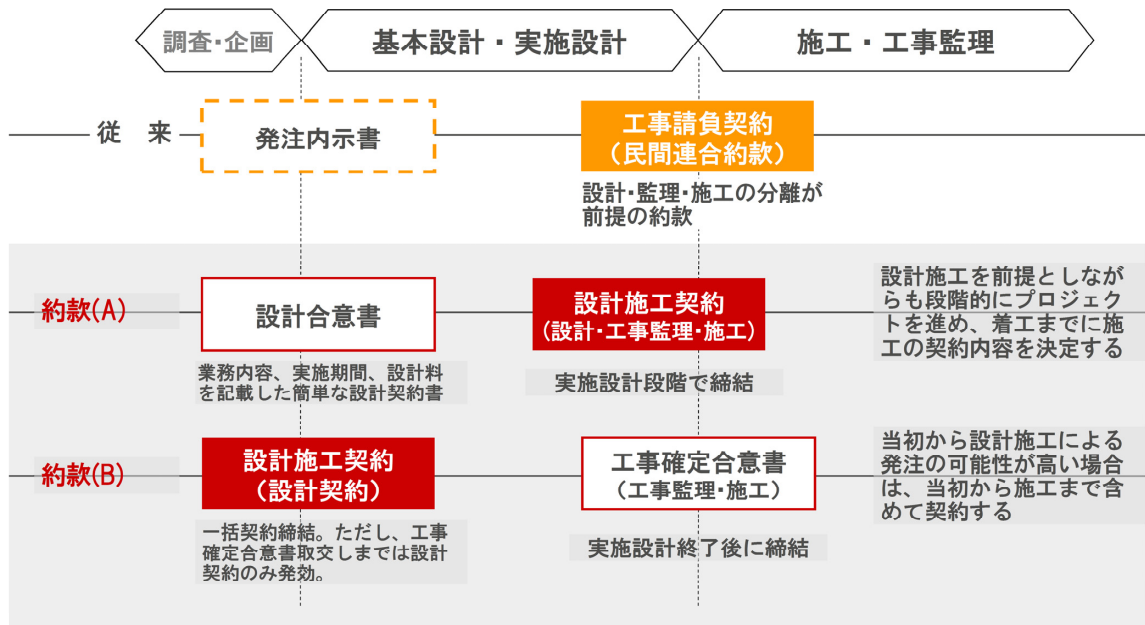 調査・企画
基本設計・実施設計
施工・工事監理
従　来
発注内示書
工事請負契約
（民間連合約款）
設計・監理・施工の分離が
前提の約款
約款(A)
設計合意書
業務内容、実施期間、設計料
を記載した簡単な設計契約書
設計施工契約
（設計・工事監理・施工）
実施設計段階で締結
設計施工を前提としなが
らも段階的にプロジェク
トを進め、着工までに施
工の契約内容を決定する
約款(B)
設計施工契約
（設計契約）
一括契約締結。ただし、工事
確定合意書取交しまでは設計
契約のみ発効。
工事確定合意書
（工事監理・施工）
実施設計終了後に締結
当初から設計施工による
発注の可能性が高い場合
は、当初から施工まで含
めて契約する